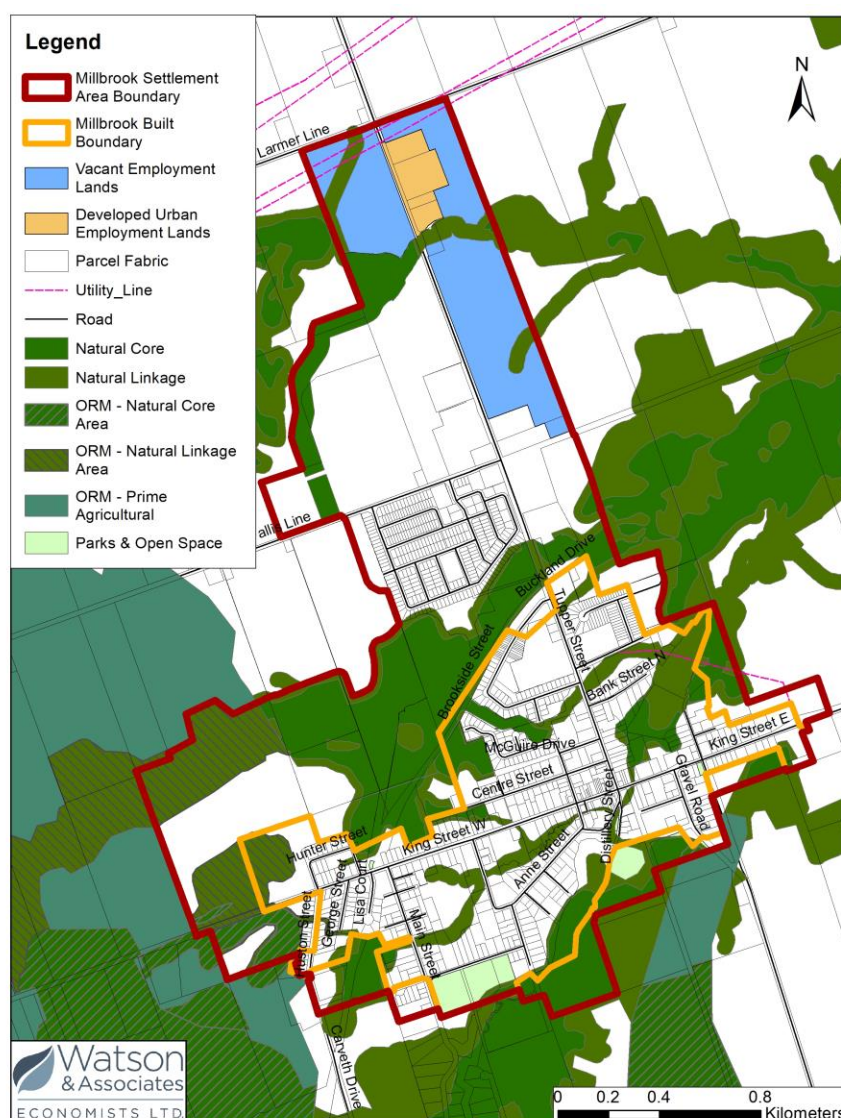 Legend
Millbrook Settlement
Area Boundary
Millbrook Built
Boundary
Vacant Employment
Lands
Developed Urban
Employment Lands
Parcel Fabric
Utility_Line
Road
Natural Core
Natural Linkage
ORM - Natural Core
Area
ORM - Natural Linkage
Area
ORM - Prime
Agricultural
Parks & Open Space
N
Larmer Line
allis Line
Buckland Drive
Tupper Street
Brookside Street
Bank Street N
McGuire Drive
King Street E
Centre Street
Gravel Road
Distillery Street
Hunter Street
King Street W
Anne Street
George Street
Lisa Court
Main Street
Carveth Drive
Watson
& Associates
ECONOMISTS LTD.
0 0.2 0.4 0.8
Kilometers